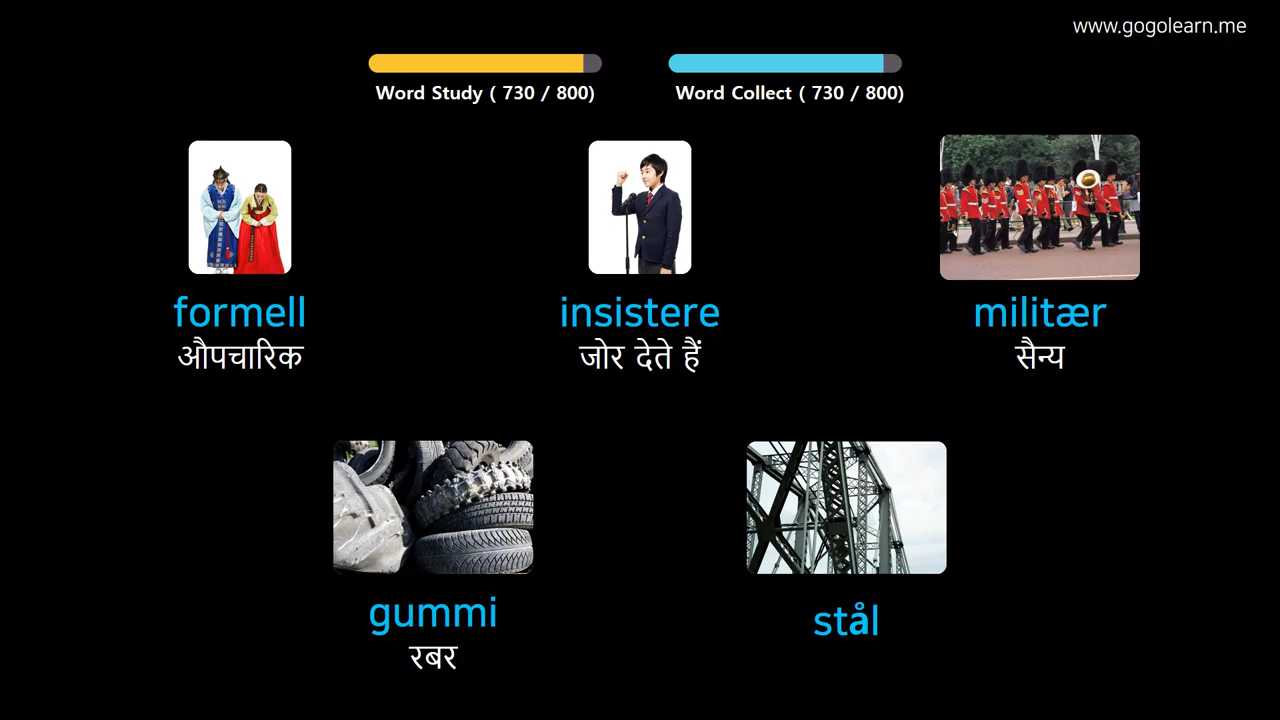 www.gogolearn.me
Word Study ( 730 / 800)
Word Collect ( 730 / 800)
formell
औपचारिक
insistere
जोर देते हैं
militær
सैन्य
gummi
रबर
stål